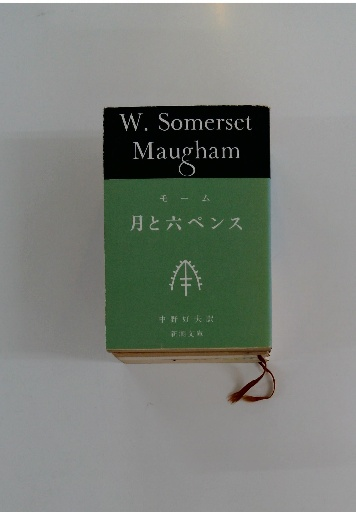 W. Somerset
Maugham
モーム
月と六ペンス
中野好夫訳
新潮文庫